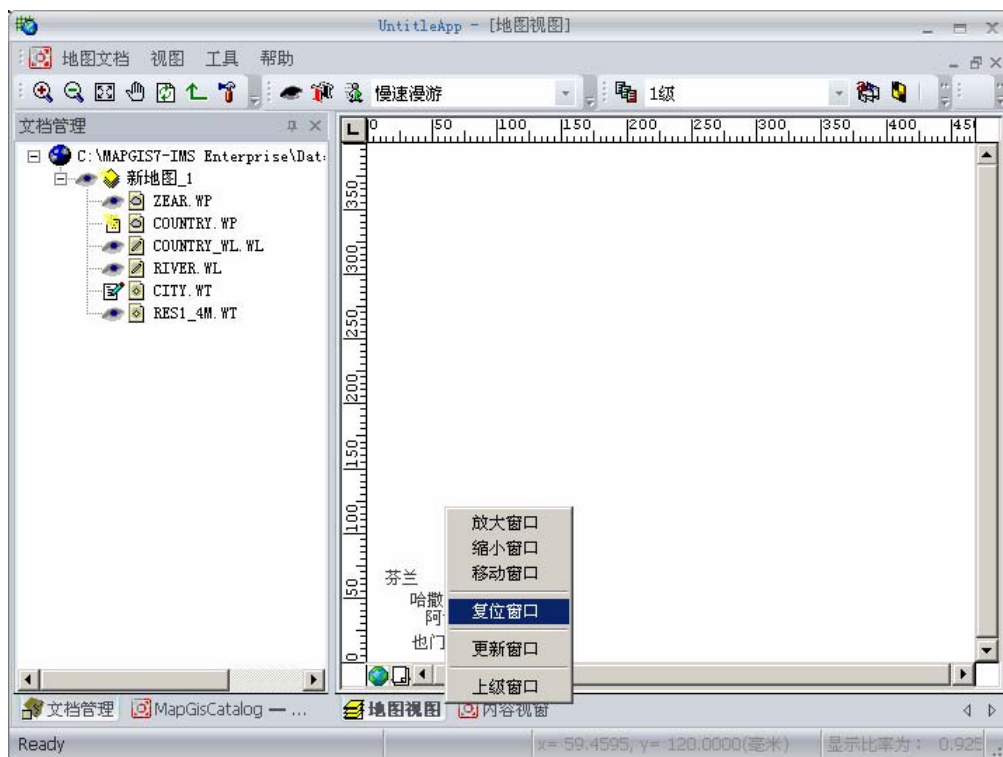 UntitleApp - [地图视图]
地图文档 视图 工具 帮助
慢速漫游 1级
文档管理
0 50 100 150 200 250 300 350 400 45
C:\MAPGIS7-IMS Enterprise\Dat
新地图_1
ZEAR.WP
COUNTRY.WP
COUNTRY_WL.WL
RIVER.WL
CITY.WT
RES1_4M.WT
350
300
250
200
150
100
50
0
芬兰
哈撒
阿
也门
放大窗口
缩小窗口
移动窗口
复位窗口
更新窗口
上级窗口
文档管理 MapGisCatalog — ... 地图视图 内容视窗
Ready x= 59.4595, y= 120.0000(毫米) 显示比率为: 0.925